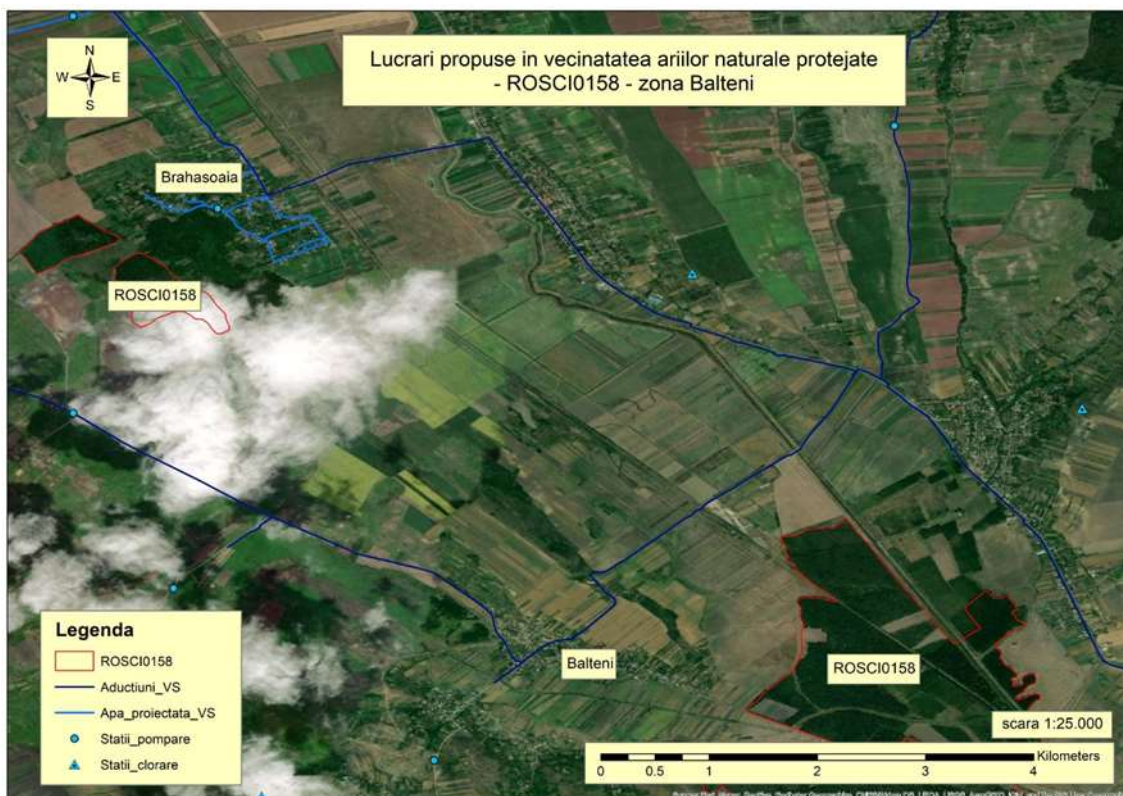 Lucrari propuse in vecinatatea ariilor naturale protejate
- ROSCI0158 - zona Balteni
N
W E
S
Brahasoaia
ROSCI0158
Balteni
ROSCI0158
Legenda
ROSCI0158
Aductiuni_VS
Apa_proiectata_VS
Statii_pompare
Statii_clorare
scara 1:25.000
Kilometers
0 0.5 1 2 3 4